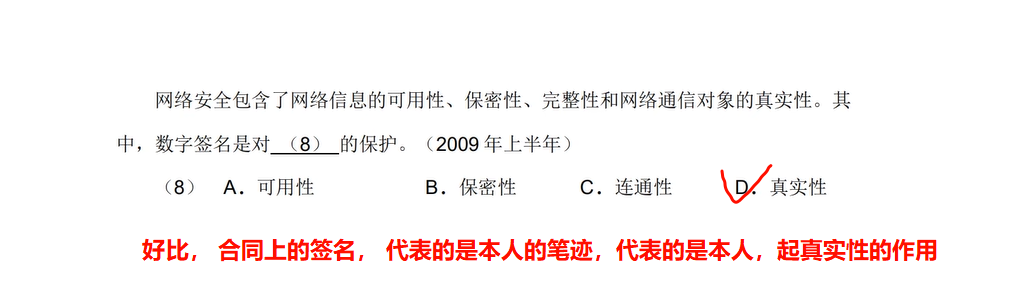 网络安全包含了网络信息的可用性、保密性、完整性和网络通信对象的真实性。其
中，数字签名是对 （8） 的保护。（2009 年上半年）
（8） A．可用性 B．保密性 C．连通性 D．真实性
好比， 合同上的签名， 代表的是本人的笔迹，代表的是本人，起真实性的作用